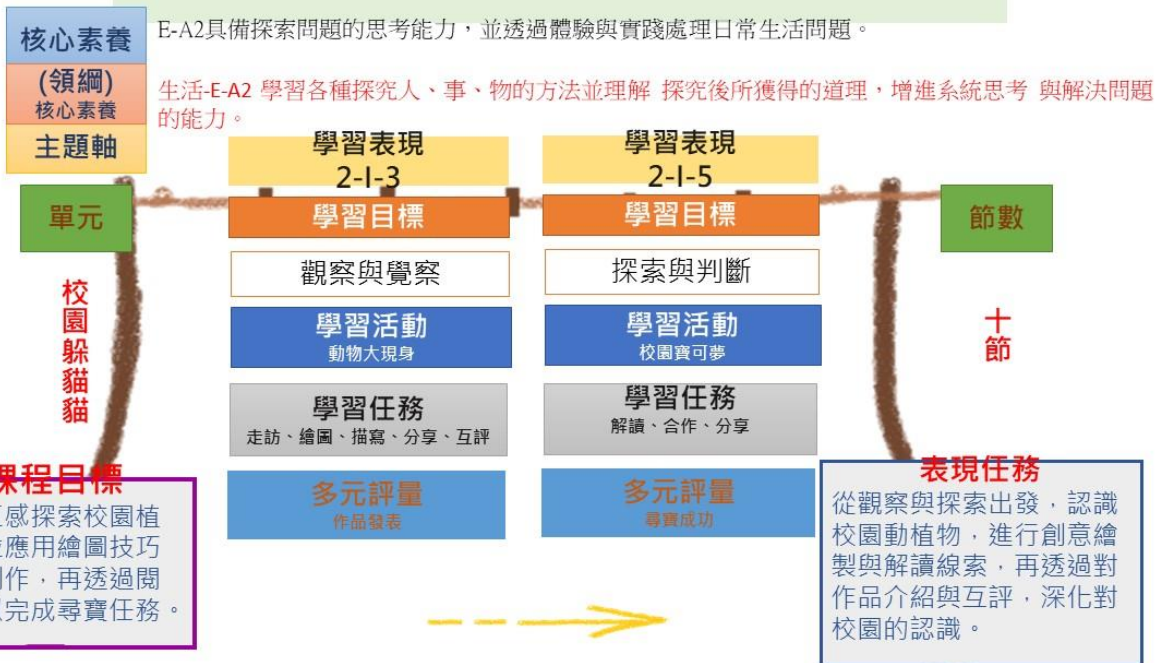 核心素養
E-A2具備探索問題的思考能力，並透過體驗與實踐處理日常生活問題。
(領綱)
核心素養
生活-E-A2 學習各種探究人、事、物的方法並理解 探究後所獲得的道理，增進系統思考 與解決問題
的能力。
主題軸
學習表現
2-I-3
學習表現
2-I-5
單元
學習目標
學習目標
節數
觀察與覺察
探索與判斷
校園躲貓貓
學習活動
動物大現身
學習活動
校園寶可夢
十節
學習任務
走訪、繪圖、描寫、分享、互評
學習任務
解讀、合作、分享
多元評量
作品發表
多元評量
尋寶成功
課程目標
感探索校園植
應用繪圖技巧
作，再透過閱
完成尋寶任務。
表現任務
從觀察與探索出發，認識
校園動植物，進行創意繪
製與解讀線索，再透過對
作品介紹與互評，深化對
校園的認識。